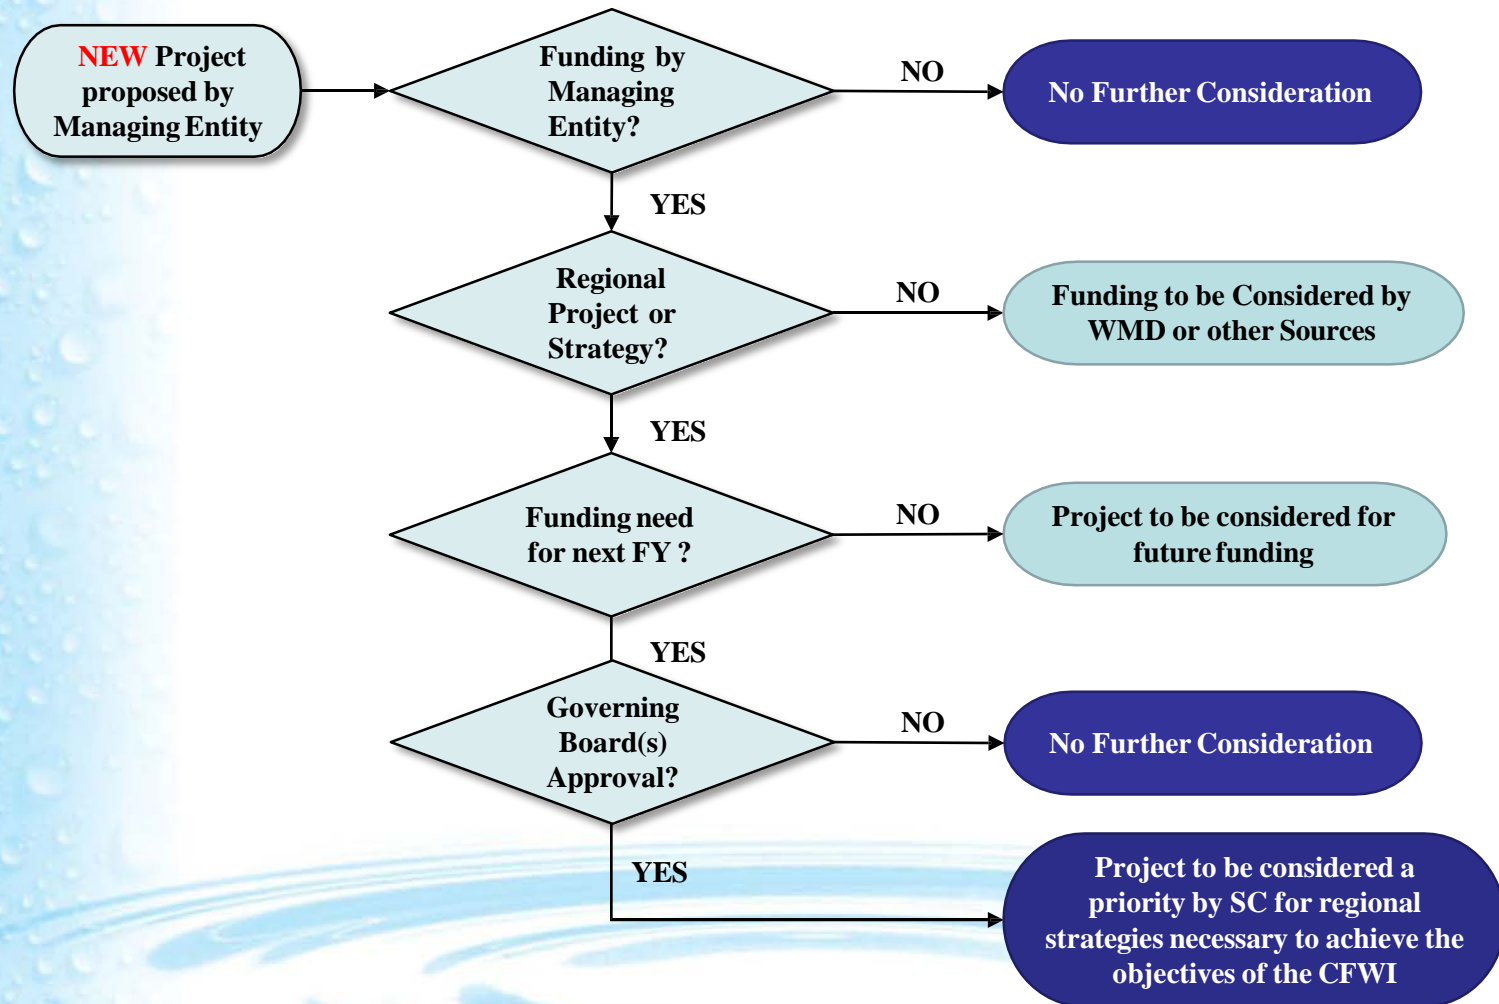 NEW Project
proposed by
Managing Entity
Funding by
Managing
Entity?
NO
No Further Consideration
YES
Regional
Project or
Strategy?
NO
Funding to be Considered by
WMD or other Sources
YES
Funding need
for next FY ?
NO
Project to be considered for
future funding
YES
Governing
Board(s)
Approval?
NO
No Further Consideration
YES
Project to be considered a
priority by SC for regional
strategies necessary to achieve the
objectives of the CFWI